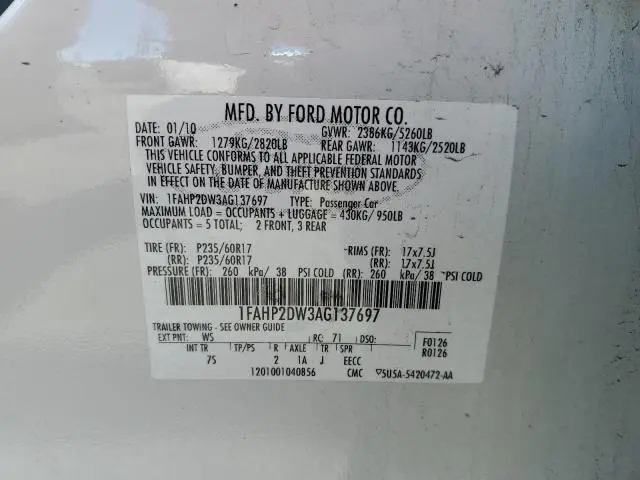 MFD. BY FORD MOTOR CO.
DATE: 01/10 GVWR: 2386KG/5260LB
FRONT GAWR: 1279KG/2820LB REAR GAWR: 1143KG/2520LB
THIS VEHICLE CONFORMS TO ALL APPLICABLE FEDERAL MOTOR
VEHICLE SAFETY, BUMPER, AND THEFT PREVENTION STANDARDS
IN EFFECT ON THE DATE OF MANUFACTURE SHOWN ABOVE.
VIN: 1FAHP2DW3AG137697 TYPE: Passenger Car
MAXIMUM LOAD = OCCUPANTS + LUGGAGE = 430KG/950LB
OCCUPANTS = 5 TOTAL; 2 FRONT, 3 REAR
TIRE (FR): P235/60R17 RIMS (FR): 17x7.5J
(RR): P235/60R17 (RR): 17x7.5J
PRESSURE (FR): 260 kPa/ 38 PSI COLD (RR): 260 kPa/ 38 PSI COLD
1FAHP2DW3AG137697
TRAILER TOWING - SEE OWNER GUIDE
EXT PNT: WS RC: 71 DSO: F0126
R0126
INT TR TP/PS R AXLE TR SPR
75 2 1A J EECC
1201001040856 CMC 5U5A-5420472-AA